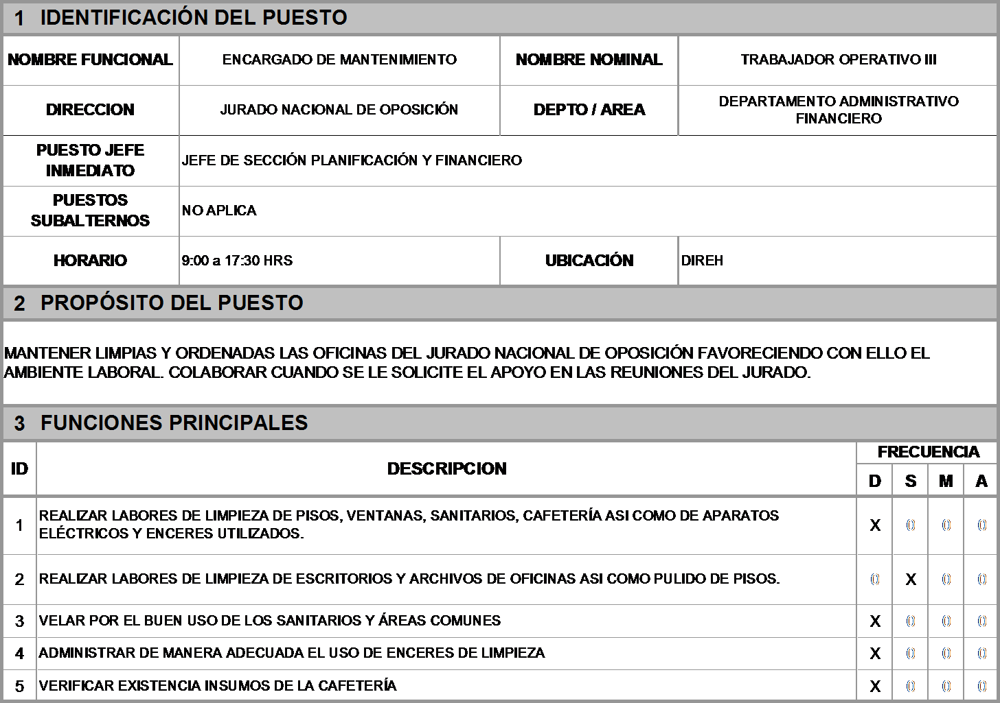 1 IDENTIFICACIÓN DEL PUESTO
NOMBRE FUNCIONAL ENCARGADO DE MANTENIMIENTO NOMBRE NOMINAL TRABAJADOR OPERATIVO III
DIRECCION JURADO NACIONAL DE OPOSICIÓN DEPTO / AREA DEPARTAMENTO ADMINISTRATIVO
FINANCIERO
PUESTO JEFE
INMEDIATO
JEFE DE SECCIÓN PLANIFICACIÓN Y FINANCIERO
PUESTOS
SUBALTERNOS
NO APLICA
HORARIO 9:00 a 17:30 HRS UBICACIÓN DIREH
2 PROPÓSITO DEL PUESTO
MANTENER LIMPIAS Y ORDENADAS LAS OFICINAS DEL JURADO NACIONAL DE OPOSICIÓN FAVORECIENDO CON ELLO EL
AMBIENTE LABORAL. COLABORAR CUANDO SE LE SOLICITE EL APOYO EN LAS REUNIONES DEL JURADO.
3 FUNCIONES PRINCIPALES
ID DESCRIPCION FRECUENCIA
D S M A
1 REALIZAR LABORES DE LIMPIEZA DE PISOS, VENTANAS, SANITARIOS, CAFETERÍA ASI COMO DE APARATOS
ELÉCTRICOS Y ENCERES UTILIZADOS. X 0 0 0
2 REALIZAR LABORES DE LIMPIEZA DE ESCRITORIOS Y ARCHIVOS DE OFICINAS ASI COMO PULIDO DE PISOS. 0 X 0 0
3 VELAR POR EL BUEN USO DE LOS SANITARIOS Y ÁREAS COMUNES X 0 0 0
4 ADMINISTRAR DE MANERA ADECUADA EL USO DE ENCERES DE LIMPIEZA X 0 0 0
5 VERIFICAR EXISTENCIA INSUMOS DE LA CAFETERÍA X 0 0 0